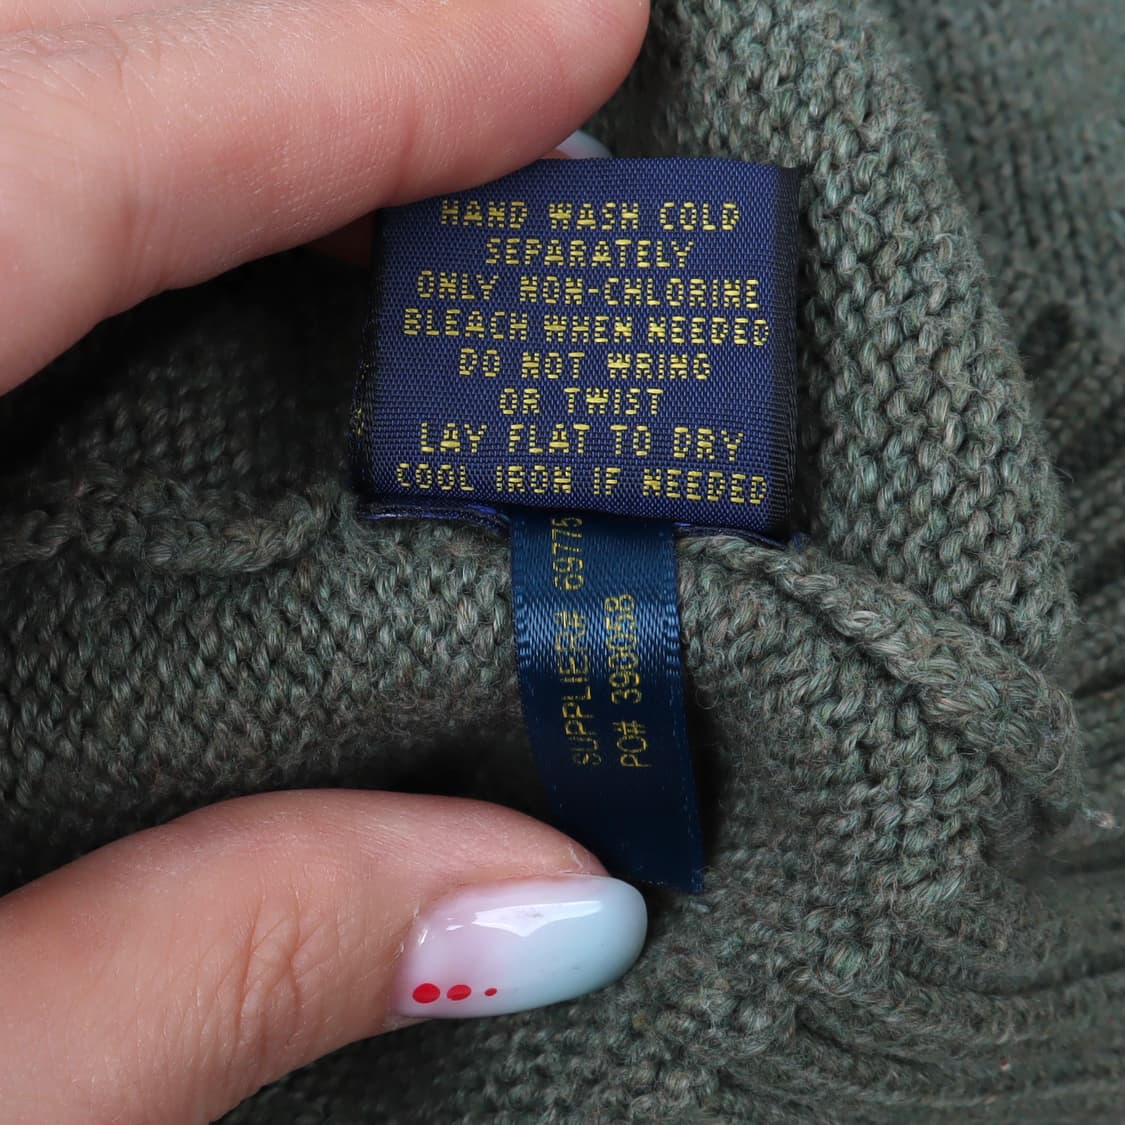 HAND WASH COLD
SEPARATELY
ONLY NON-CHLORINE
BLEACH WHEN NEEDED
DO NOT WRING
OR TWIST
LAY FLAT TO DRY
COOL IRON IF NEEDED
SUPPLIER# 69775
PO#